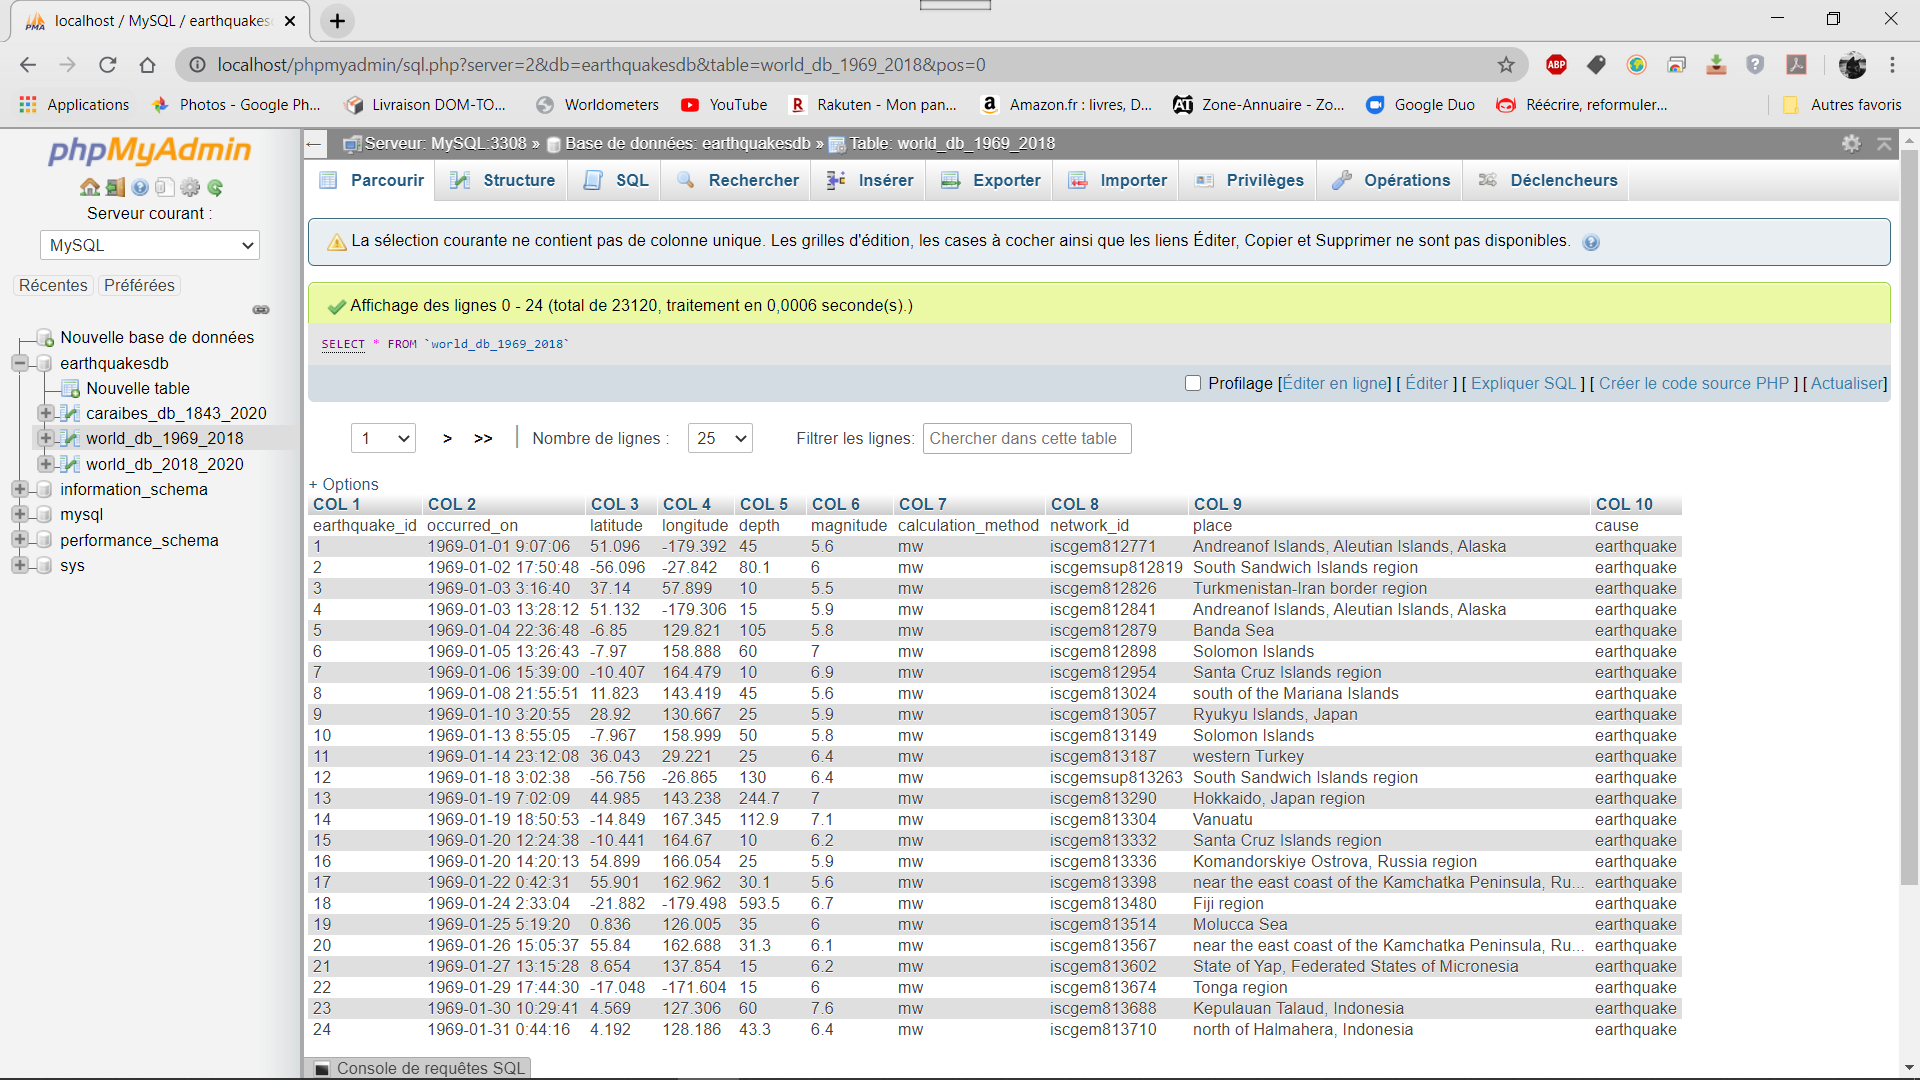 localhost / MySQL / earthquakes
localhost/phpmyadmin/sql.php?server=2&db=earthquakesdb&table=world_db_1969_2018&pos=0
ABP
Applications Photos - Google Ph... Livraison DOM-TO... Worldometers YouTube Rakuten - Mon pan... Amazon.fr : livres, D... Zone-Annuaire - Zo... Google Duo Réécrire, reformuler... Autres favoris
phpMyAdmin
Serveur courant :
MySQL
Récentes Préférées
Nouvelle base de données
earthquakesdb
Nouvelle table
caraibes_db_1843_2020
world_db_1969_2018
world_db_2018_2020
information_schema
mysql
performance_schema
sys
Serveur: MySQL:3308 » Base de données: earthquakesdb » Table: world_db_1969_2018
Parcourir Structure SQL Rechercher Insérer Exporter Importer Privilèges Opérations Déclencheurs
La sélection courante ne contient pas de colonne unique. Les grilles d'édition, les cases à cocher ainsi que les liens Éditer, Copier et Supprimer ne sont pas disponibles.
Affichage des lignes 0 - 24 (total de 23120, traitement en 0,0006 seconde(s).)
SELECT * FROM `world_db_1969_2018`
Profilage [Éditer en ligne] [ Éditer ] [ Expliquer SQL ] [ Créer le code source PHP ] [ Actualiser]
1 > >> | Nombre de lignes : 25 Filtrer les lignes: Chercher dans cette table
+ Options
COL 1 COL 2 COL 3 COL 4 COL 5 COL 6 COL 7 COL 8 COL 9 COL 10
earthquake_id occurred_on latitude longitude depth magnitude calculation_method network_id place cause
1 1969-01-01 9:07:06 51.096 -179.392 45 5.6 mw iscgem812771 Andreanof Islands, Aleutian Islands, Alaska earthquake
2 1969-01-02 17:50:48 -56.096 -27.842 80.1 6 mw iscgemsup812819 South Sandwich Islands region earthquake
3 1969-01-03 3:16:40 37.14 57.899 10 5.5 mw iscgem812826 Turkmenistan-Iran border region earthquake
4 1969-01-03 13:28:12 51.132 -179.306 15 5.9 mw iscgem812841 Andreanof Islands, Aleutian Islands, Alaska earthquake
5 1969-01-04 22:36:48 -6.85 129.821 105 5.8 mw iscgem812879 Banda Sea earthquake
6 1969-01-05 13:26:43 -7.97 158.888 60 7 mw iscgem812898 Solomon Islands earthquake
7 1969-01-06 15:39:00 -10.407 164.479 10 6.9 mw iscgem812954 Santa Cruz Islands region earthquake
8 1969-01-08 21:55:51 11.823 143.419 45 5.6 mw iscgem813024 south of the Mariana Islands earthquake
9 1969-01-10 3:20:55 28.92 130.667 25 5.9 mw iscgem813057 Ryukyu Islands, Japan earthquake
10 1969-01-13 8:55:05 -7.967 158.999 50 5.8 mw iscgem813149 Solomon Islands earthquake
11 1969-01-14 23:12:08 36.043 29.221 25 6.4 mw iscgem813187 western Turkey earthquake
12 1969-01-18 3:02:38 -56.756 -26.865 130 6.4 mw iscgemsup813263 South Sandwich Islands region earthquake
13 1969-01-19 7:02:09 44.985 143.238 244.7 7 mw iscgem813290 Hokkaido, Japan region earthquake
14 1969-01-19 18:50:53 -14.849 167.345 112.9 7.1 mw iscgem813304 Vanuatu earthquake
15 1969-01-20 12:24:38 -10.441 164.67 10 6.2 mw iscgem813332 Santa Cruz Islands region earthquake
16 1969-01-20 14:20:13 54.899 166.054 25 5.9 mw iscgem813336 Komandorskiye Ostrova, Russia region earthquake
17 1969-01-22 0:42:31 55.901 162.962 30.1 5.6 mw iscgem813398 near the east coast of the Kamchatka Peninsula, Ru... earthquake
18 1969-01-24 2:33:04 -21.882 -179.498 593.5 6.7 mw iscgem813480 Fiji region earthquake
19 1969-01-25 5:19:20 0.836 126.005 35 6 mw iscgem813514 Molucca Sea earthquake
20 1969-01-26 15:05:37 55.84 162.688 31.3 6.1 mw iscgem813567 near the east coast of the Kamchatka Peninsula, Ru... earthquake
21 1969-01-27 13:15:28 8.654 137.854 15 6.2 mw iscgem813602 State of Yap, Federated States of Micronesia earthquake
22 1969-01-29 17:44:30 -17.048 -171.604 15 6 mw iscgem813674 Tonga region earthquake
23 1969-01-30 10:29:41 4.569 127.306 60 7.6 mw iscgem813688 Kepulauan Talaud, Indonesia earthquake
24 1969-01-31 0:44:16 4.192 128.186 43.3 6.4 mw iscgem813710 north of Halmahera, Indonesia earthquake
Console de requêtes SQL